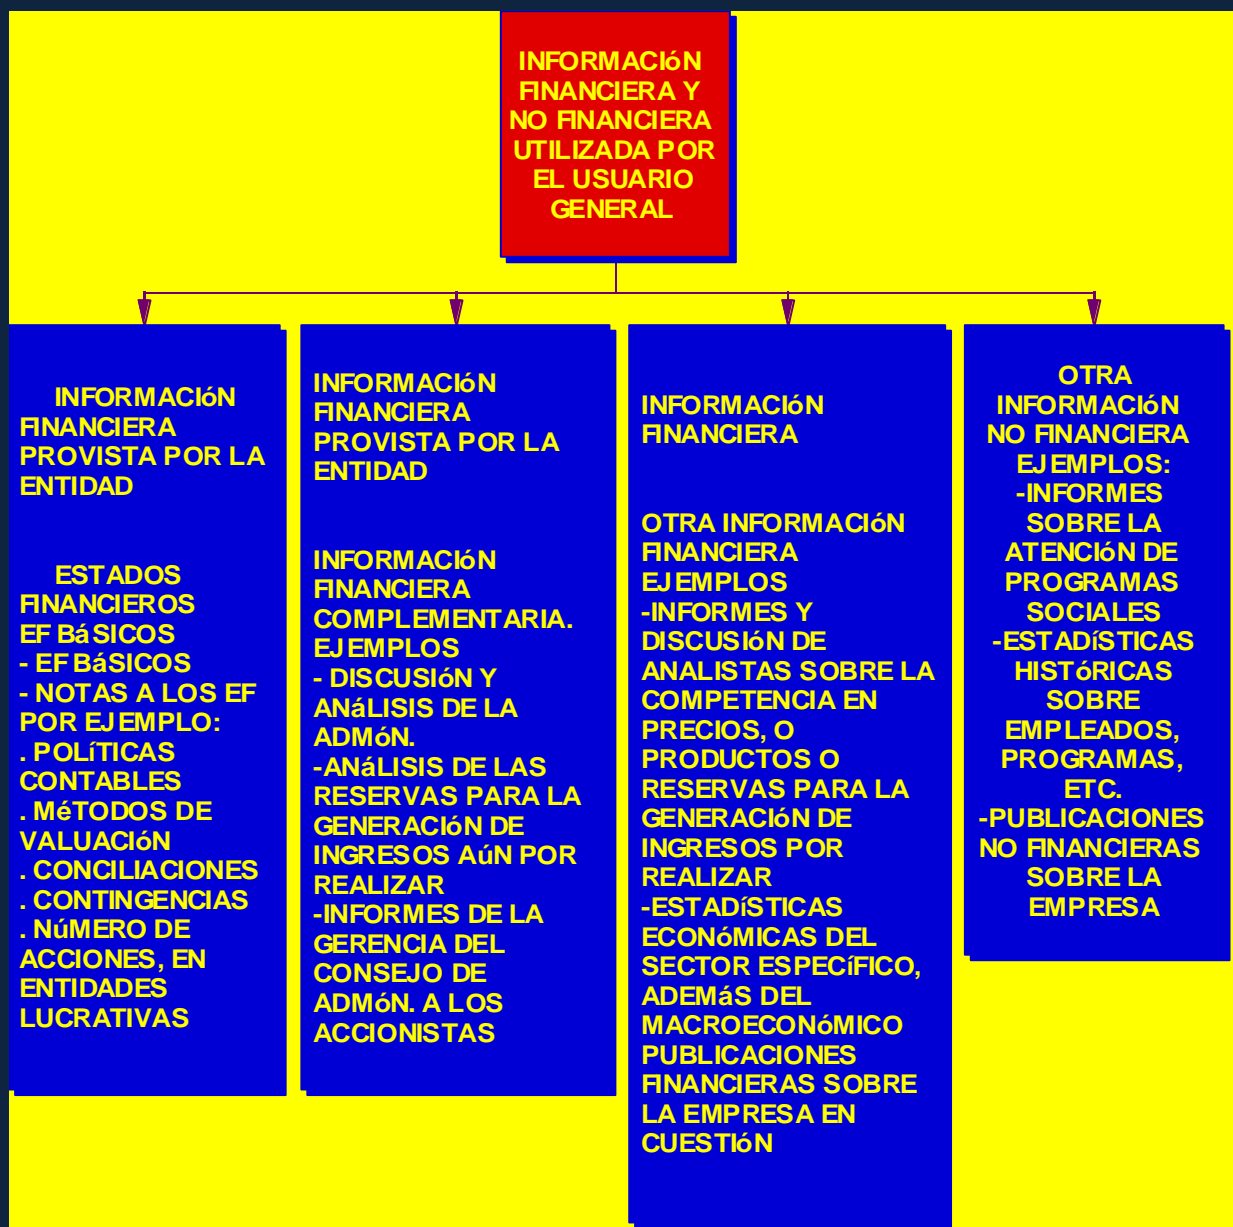 INFORMACIóN
FINANCIERA Y
NO FINANCIERA
UTILIZADA POR
EL USUARIO
GENERAL
INFORMACIóN
FINANCIERA
PROVISTA POR LA
ENTIDAD
ESTADOS
FINANCIEROS
EF BáSICOS
- EF BáSICOS
- NOTAS A LOS EF
POR EJEMPLO:
. POLíTICAS
CONTABLES
. MéTODOS DE
VALUACIóN
. CONCILIACIONES
. CONTINGENCIAS
. NúMERO DE
ACCIONES, EN
ENTIDADES
LUCRATIVAS
INFORMACIóN
FINANCIERA
PROVISTA POR LA
ENTIDAD
INFORMACIóN
FINANCIERA
COMPLEMENTARIA.
EJEMPLOS
- DISCUSIóN Y
ANáLISIS DE LA
ADMóN.
-ANáLISIS DE LAS
RESERVAS PARA LA
GENERACIóN DE
INGRESOS AúN POR
REALIZAR
-INFORMES DE LA
GERENCIA DEL
CONSEJO DE
ADMóN. A LOS
ACCIONISTAS
INFORMACIóN
FINANCIERA
OTRA INFORMACIóN
FINANCIERA
EJEMPLOS
-INFORMES Y
DISCUSIóN DE
ANALISTAS SOBRE LA
COMPETENCIA EN
PRECIOS, O
PRODUCTOS O
RESERVAS PARA LA
GENERACIóN DE
INGRESOS POR
REALIZAR
-ESTADíSTICAS
ECONóMICAS DEL
SECTOR ESPECíFICO,
ADEMáS DEL
MACROECONóMICO
PUBLICACIONES
FINANCIERAS SOBRE
LA EMPRESA EN
CUESTIóN
OTRA
INFORMACIóN
NO FINANCIERA
EJEMPLOS:
-INFORMES
SOBRE LA
ATENCIóN DE
PROGRAMAS
SOCIALES
-ESTADíSTICAS
HISTóRICAS
SOBRE
EMPLEADOS,
PROGRAMAS,
ETC.
-PUBLICACIONES
NO FINANCIERAS
SOBRE LA
EMPRESA